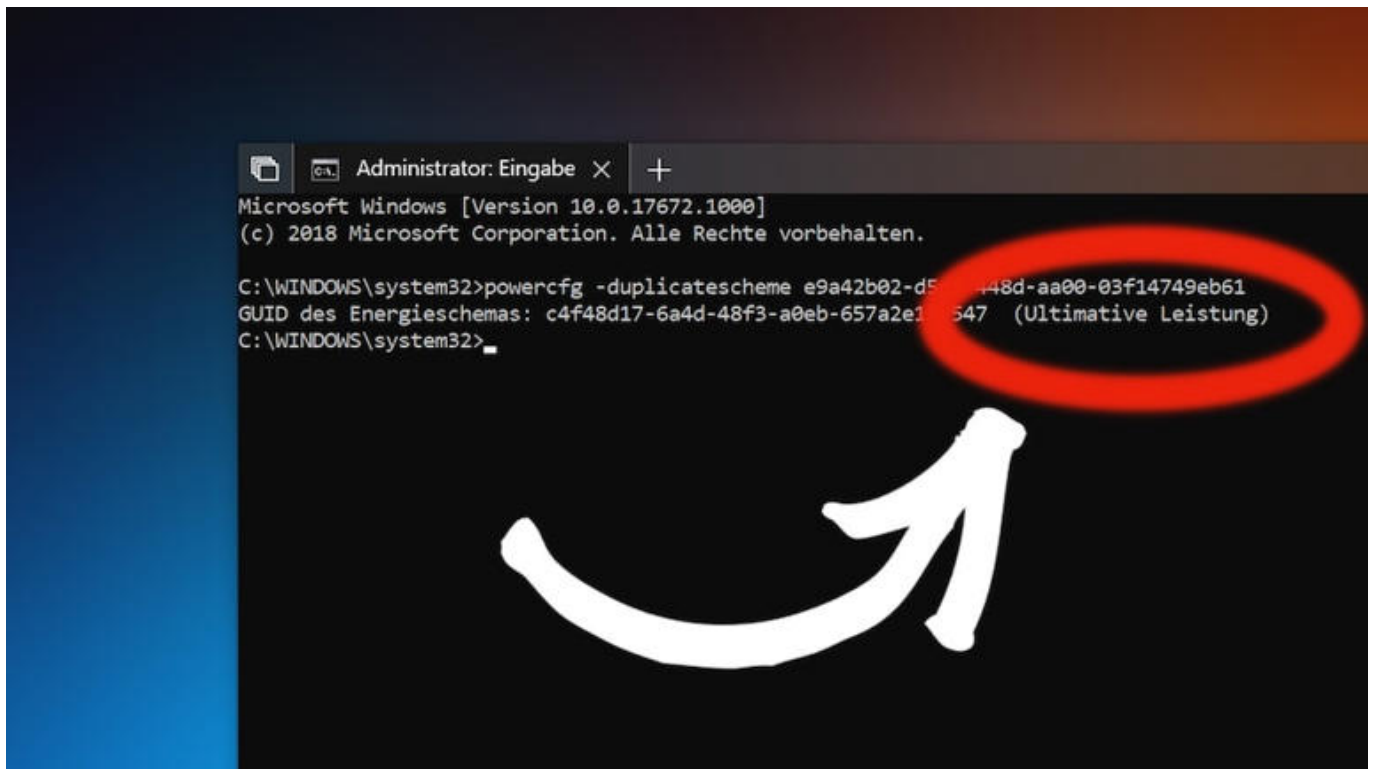 Administrator: Eingabe
Microsoft Windows [Version 10.0.17672.1000]
(c) 2018 Microsoft Corporation. Alle Rechte vorbehalten.
C:\WINDOWS\system32>powercfg -duplicatescheme
GUID des Energieschemas: (Ultimative Leistung)
C:\WINDOWS\system32>